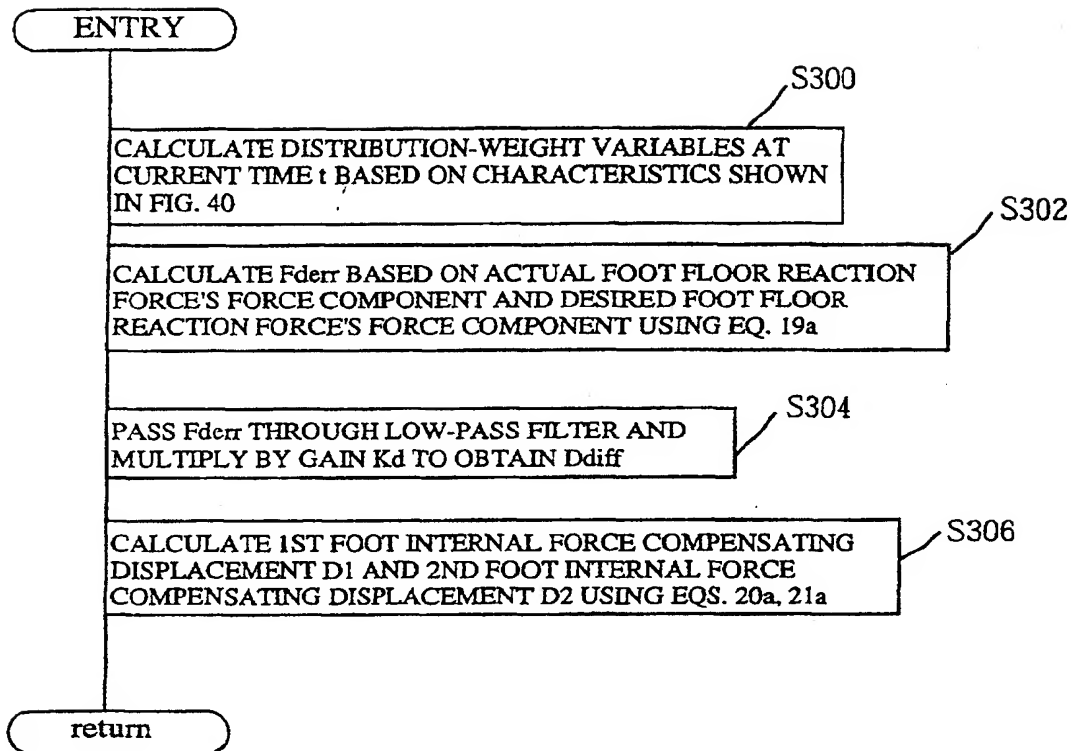 ENTRY
S300
CALCULATE DISTRIBUTION-WEIGHT VARIABLES AT
CURRENT TIME t BASED ON CHARACTERISTICS SHOWN
IN FIG. 40
S302
CALCULATE Fderr BASED ON ACTUAL FOOT FLOOR REACTION
FORCE'S FORCE COMPONENT AND DESIRED FOOT FLOOR
REACTION FORCE'S FORCE COMPONENT USING EQ. 19a
S304
PASS Fderr THROUGH LOW-PASS FILTER AND
MULTIPLY BY GAIN Kd TO OBTAIN Ddiff
S306
CALCULATE 1ST FOOT INTERNAL FORCE COMPENSATING
DISPLACEMENT D1 AND 2ND FOOT INTERNAL FORCE
COMPENSATING DISPLACEMENT D2 USING EQS. 20a, 21a
return